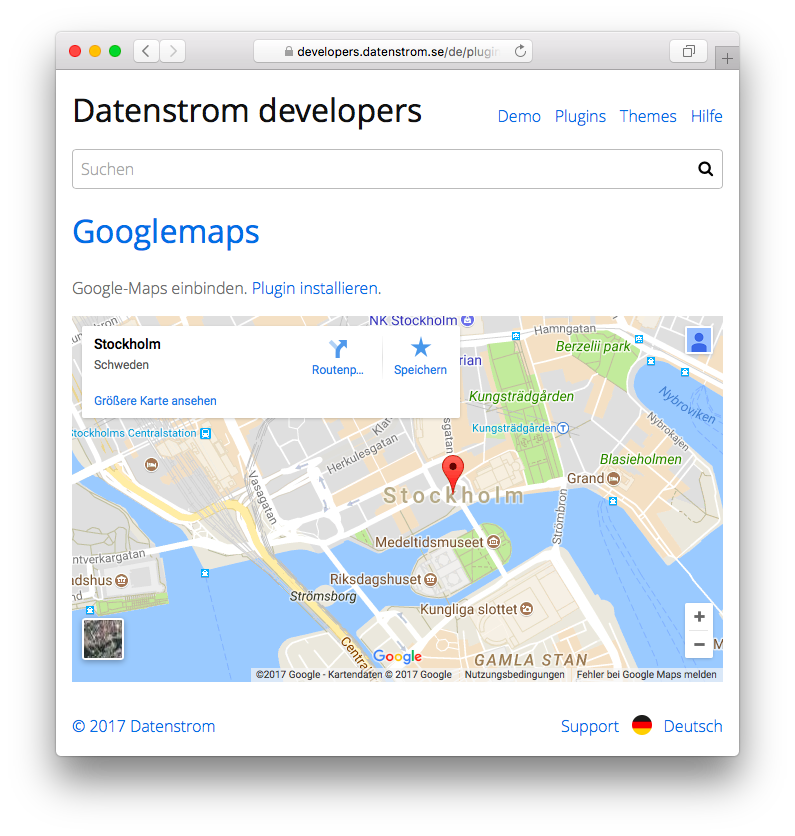 developers.datenstrom.se/de/plugin
Datenstrom developers
Demo Plugins Themes Hilfe
Suchen
Googlemaps
Google-Maps einbinden. Plugin installieren.
NK Stockholm
Hamngatan
Berzelii park
Stockholm
Schweden
Routenp...
Speichern
Größere Karte ansehen
Kungsträdgården
Nybroviken
Nybrokajen
Stockholms Centralstation
Kungsträdgården
Herkulesgatan
Vasagatan
Blasieholmen
Grand
Stockholm
Strömbron
Medeltidsmuseet
Riksdagshuset
Strömsborg
Kungliga slottet
GAMLA STAN
Google
©2017 Google - Kartendaten © 2017 Google Nutzungsbedingungen Fehler bei Google Maps melden
© 2017 Datenstrom
Support Deutsch